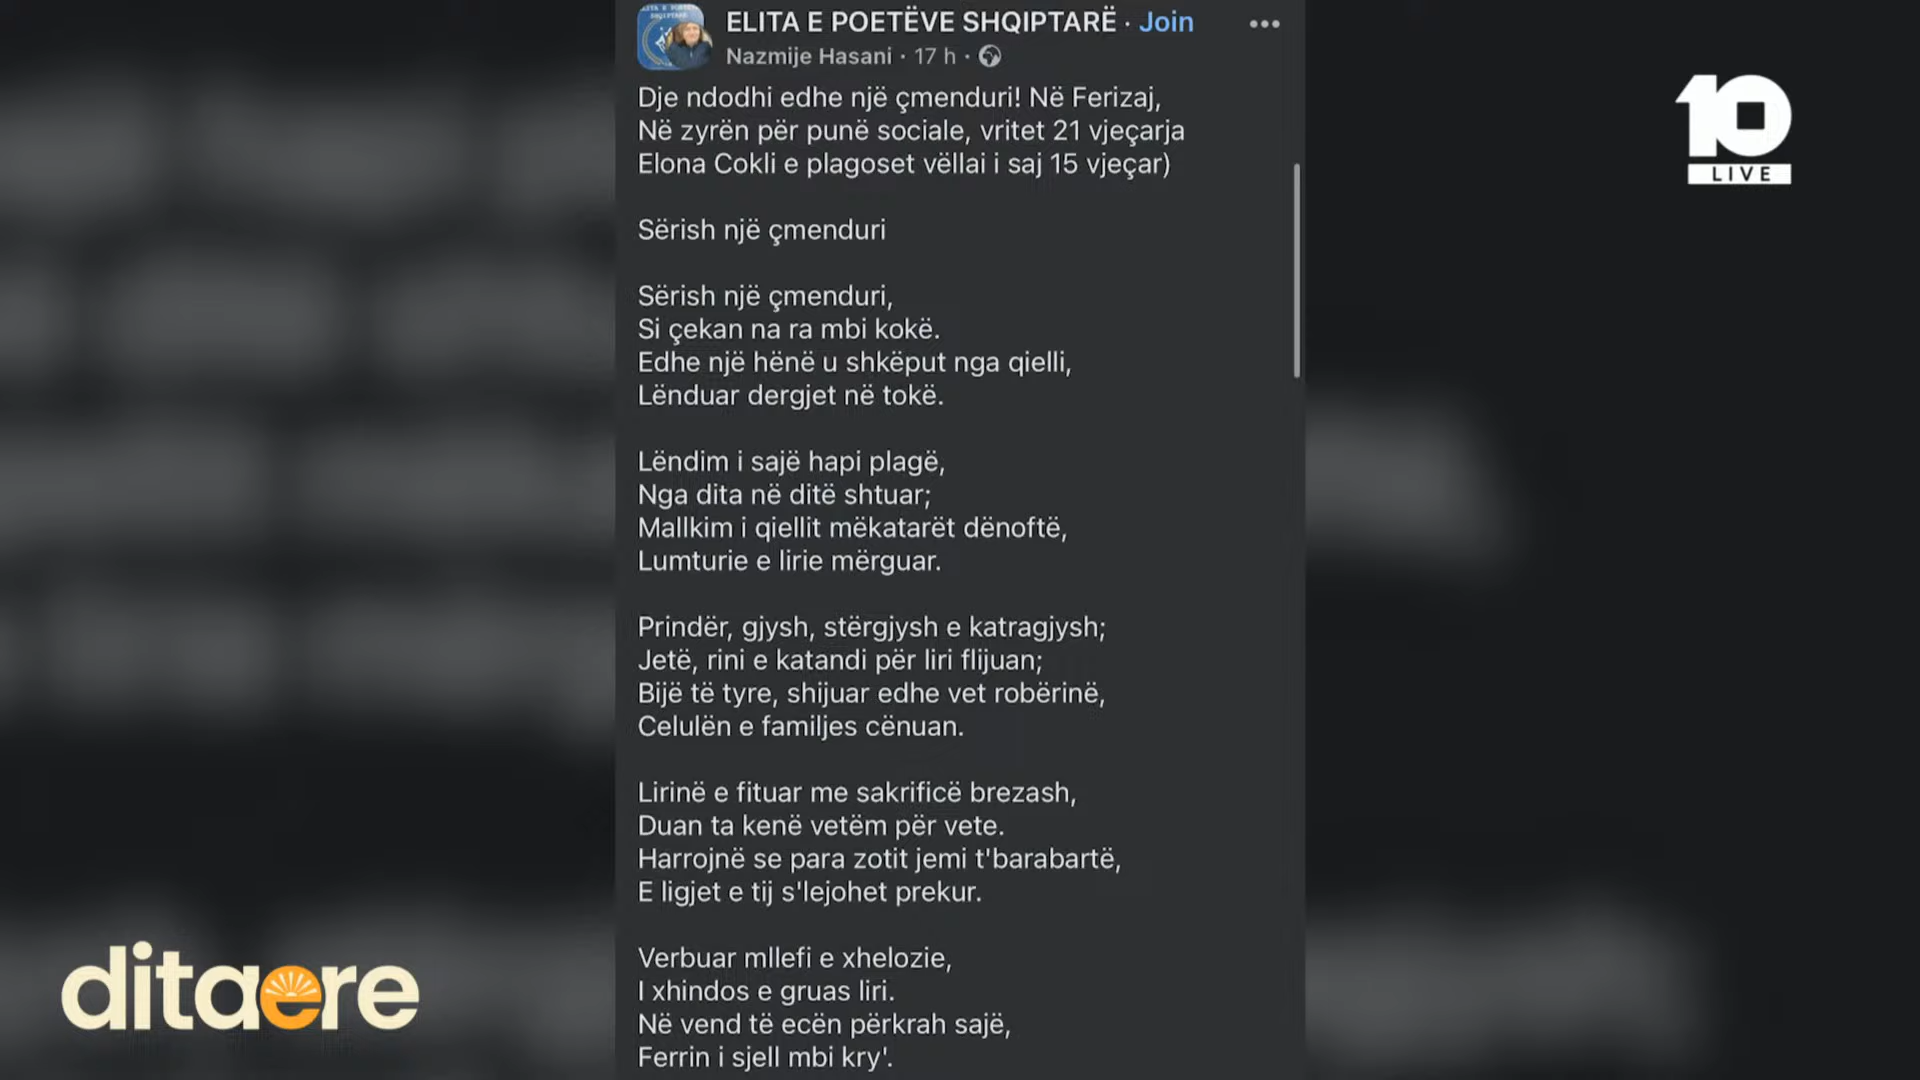 ELITA E POETËVE SHQIPTARË · Join
Nazmije Hasani · 17 h ·
Dje ndodhi edhe një çmenduri! Në Ferizaj,
Në zyrën për punë sociale, vritet 21 vjeçarja
Elona Cokli e plagoset vëllai i saj 15 vjeçar)
Sërish një çmenduri
Sërish një çmenduri,
Si çekan na ra mbi kokë.
Edhe një hënë u shkëput nga qielli,
Lënduar dergjet në tokë.
Lëndim i sajë hapi plagë,
Nga dita në ditë shtuar;
Mallkim i qiellit mëkatarët dënoftë,
Lumturie e lirie mërguar.
Prindër, gjysh, stërgjysh e katragjysh;
Jetë, rini e katandi për liri flijuan;
Bijë të tyre, shijuar edhe vet robërinë,
Celulën e familjes cënuan.
Lirinë e fituar me sakrificë brezash,
Duan ta kenë vetëm për vete.
Harrojnë se para zotit jemi t'barabartë,
E ligjet e tij s'lejohet prekur.
Verbuar mllefi e xhelozie,
I xhindos e gruas liri.
Në vend të ecën përkrah sajë,
Ferrin i sjell mbi kry'.
10
LIVE
ditaere